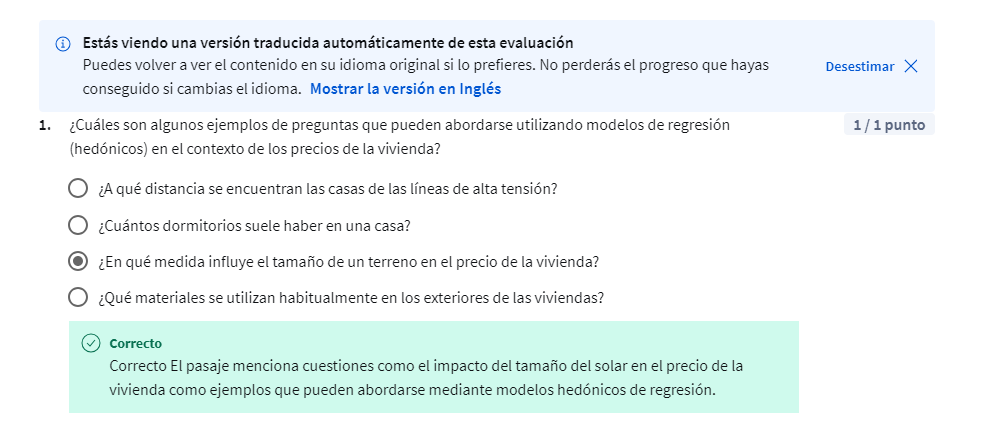 Estás viendo una versión traducida automáticamente de esta evaluación
Puedes volver a ver el contenido en su idioma original si lo prefieres. No perderás el progreso que hayas
conseguido si cambias el idioma. Mostrar la versión en Inglés
Desestimar
1. ¿Cuáles son algunos ejemplos de preguntas que pueden abordarse utilizando modelos de regresión
(hedónicos) en el contexto de los precios de la vivienda?
1 / 1 punto
¿A qué distancia se encuentran las casas de las líneas de alta tensión?
¿Cuántos dormitorios suele haber en una casa?
¿En qué medida influye el tamaño de un terreno en el precio de la vivienda?
¿Qué materiales se utilizan habitualmente en los exteriores de las viviendas?
Correcto
Correcto El pasaje menciona cuestiones como el impacto del tamaño del solar en el precio de la
vivienda como ejemplos que pueden abordarse mediante modelos hedónicos de regresión.